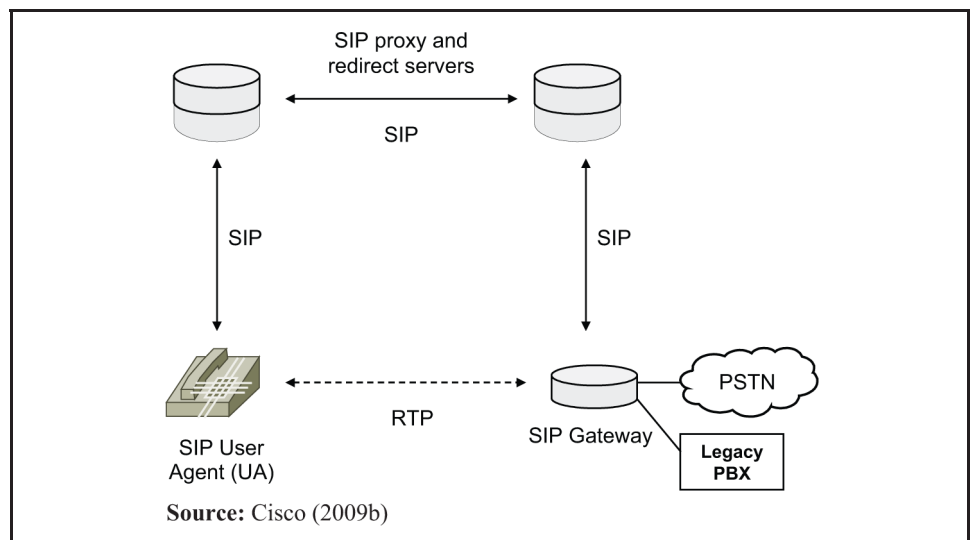 SIP proxy and
redirect servers
SIP
SIP
SIP
RTP
PSTN
SIP Gateway
Legacy
PBX
SIP User
Agent (UA)
Source: Cisco (2009b)